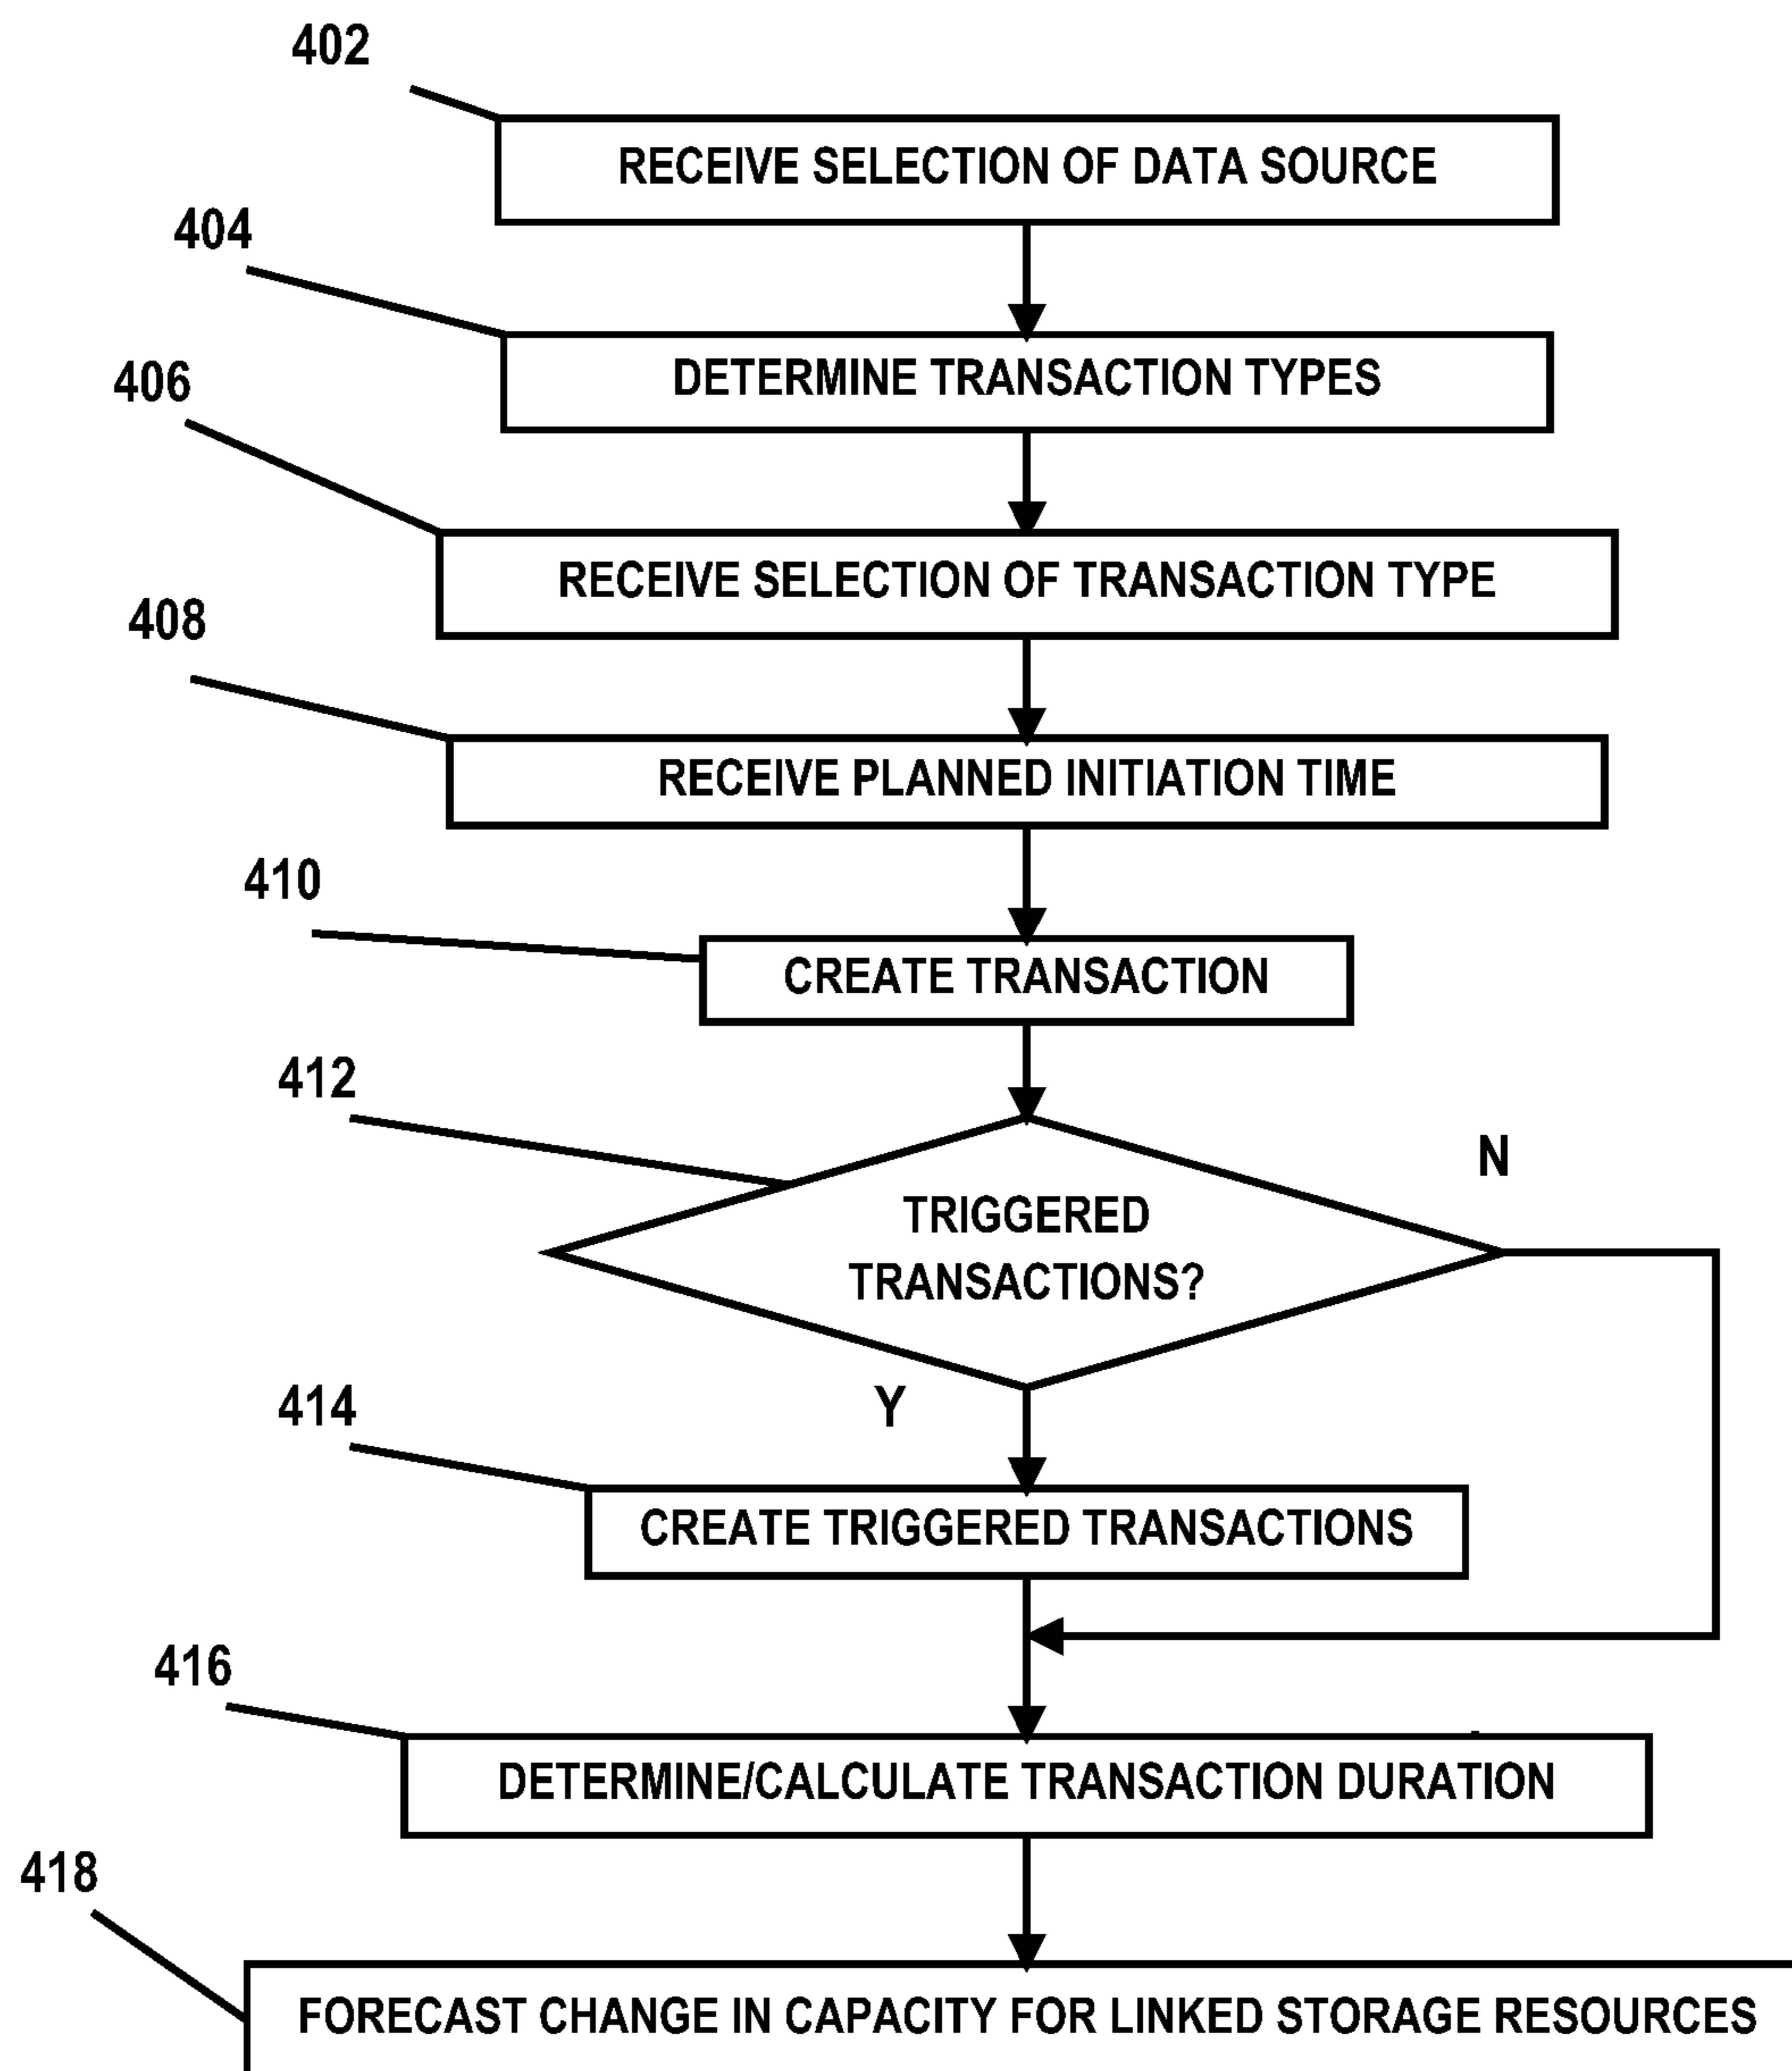 402
RECEIVE SELECTION OF DATA SOURCE
404
DETERMINE TRANSACTION TYPES
406
RECEIVE SELECTION OF TRANSACTION TYPE
408
RECEIVE PLANNED INITIATION TIME
410
CREATE TRANSACTION
412
N
TRIGGERED
TRANSACTIONS?
Y
414
CREATE TRIGGERED TRANSACTIONS
416
DETERMINE/CALCULATE TRANSACTION DURATION
418
FORECAST CHANGE IN CAPACITY FOR LINKED STORAGE RESOURCES